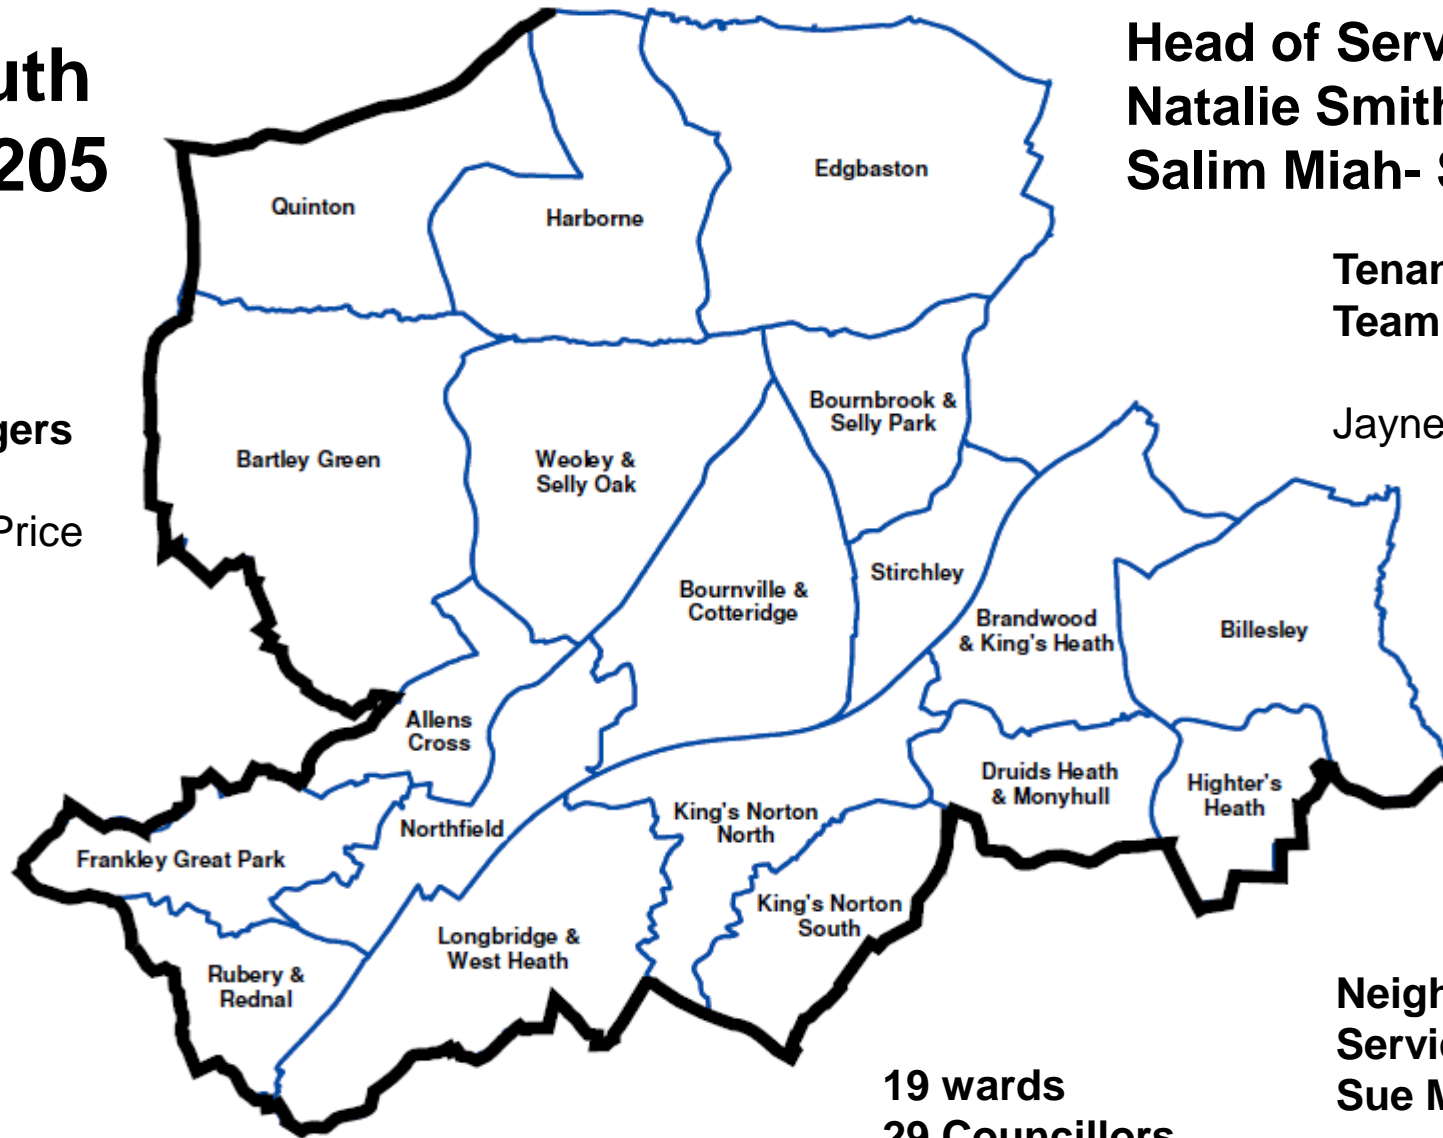 uth
205
Head of Serv
Natalie Smith
Salim Miah- S
Tenan
Team
Jayne
gers
Price
Quinton
Harborne
Edgbaston
Bartley Green
Weoley &
Selly Oak
Bournbrook &
Selly Park
Stirchley
Bournville &
Cotteridge
Brandwood
& King's Heath
Billesley
Allens
Cross
Druids Heath
& Monyhull
Highter's
Heath
Northfield
King's Norton
North
Frankley Great Park
King's Norton
South
Longbridge &
West Heath
Rubery &
Rednal
19 wards
29 Councillors
Neigh
Servic
Sue M